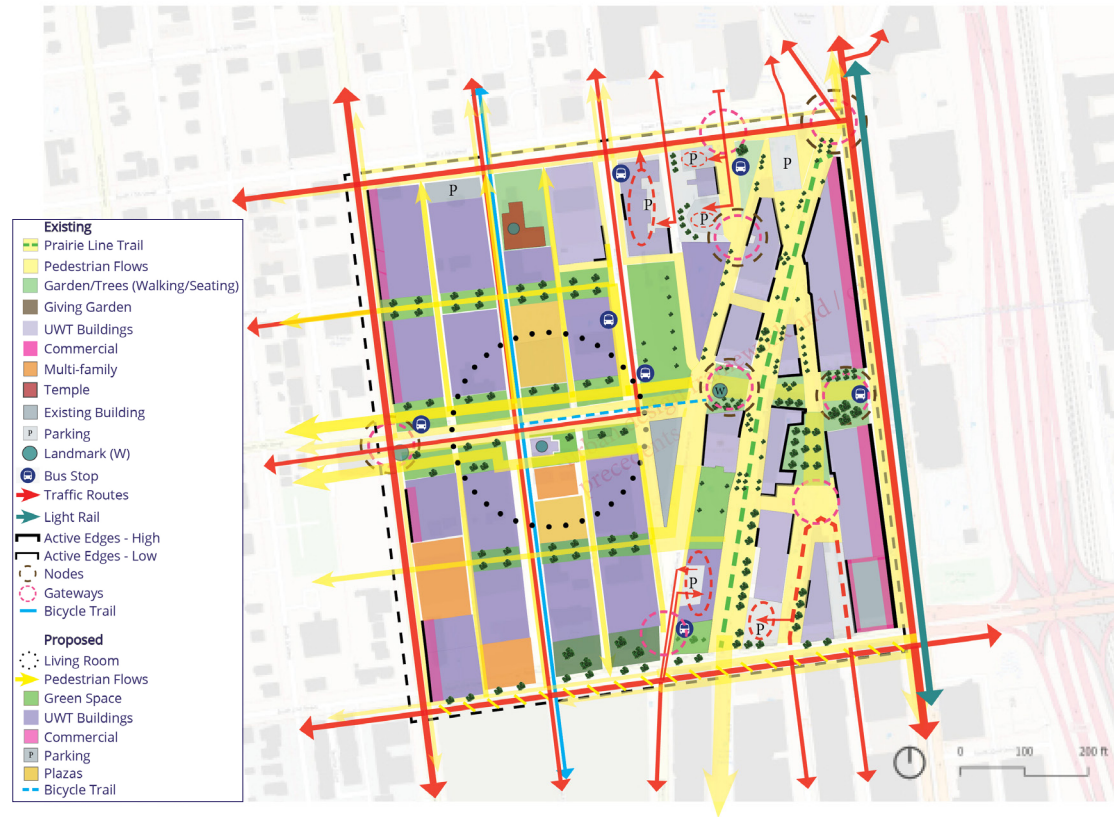 Existing
Prairie Line Trail
Pedestrian Flows
Garden/Trees (Walking/Seating)
Giving Garden
UWT Buildings
Commercial
Multi-family
Temple
Existing Building
P Parking
Landmark (W)
Bus Stop
Traffic Routes
Light Rail
Active Edges - High
Active Edges - Low
Nodes
Gateways
Bicycle Trail
Proposed
Living Room
Pedestrian Flows
Green Space
UWT Buildings
Commercial
P Parking
Plazas
Bicycle Trail
P
P
P
P
P
W
P
P
precedents
0 100 200 ft